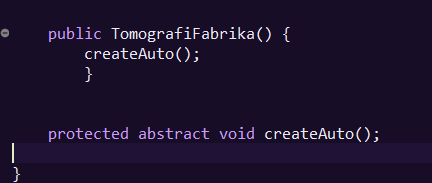 public TomografiFabrika() {
createAuto();
}
protected abstract void createAuto();
}